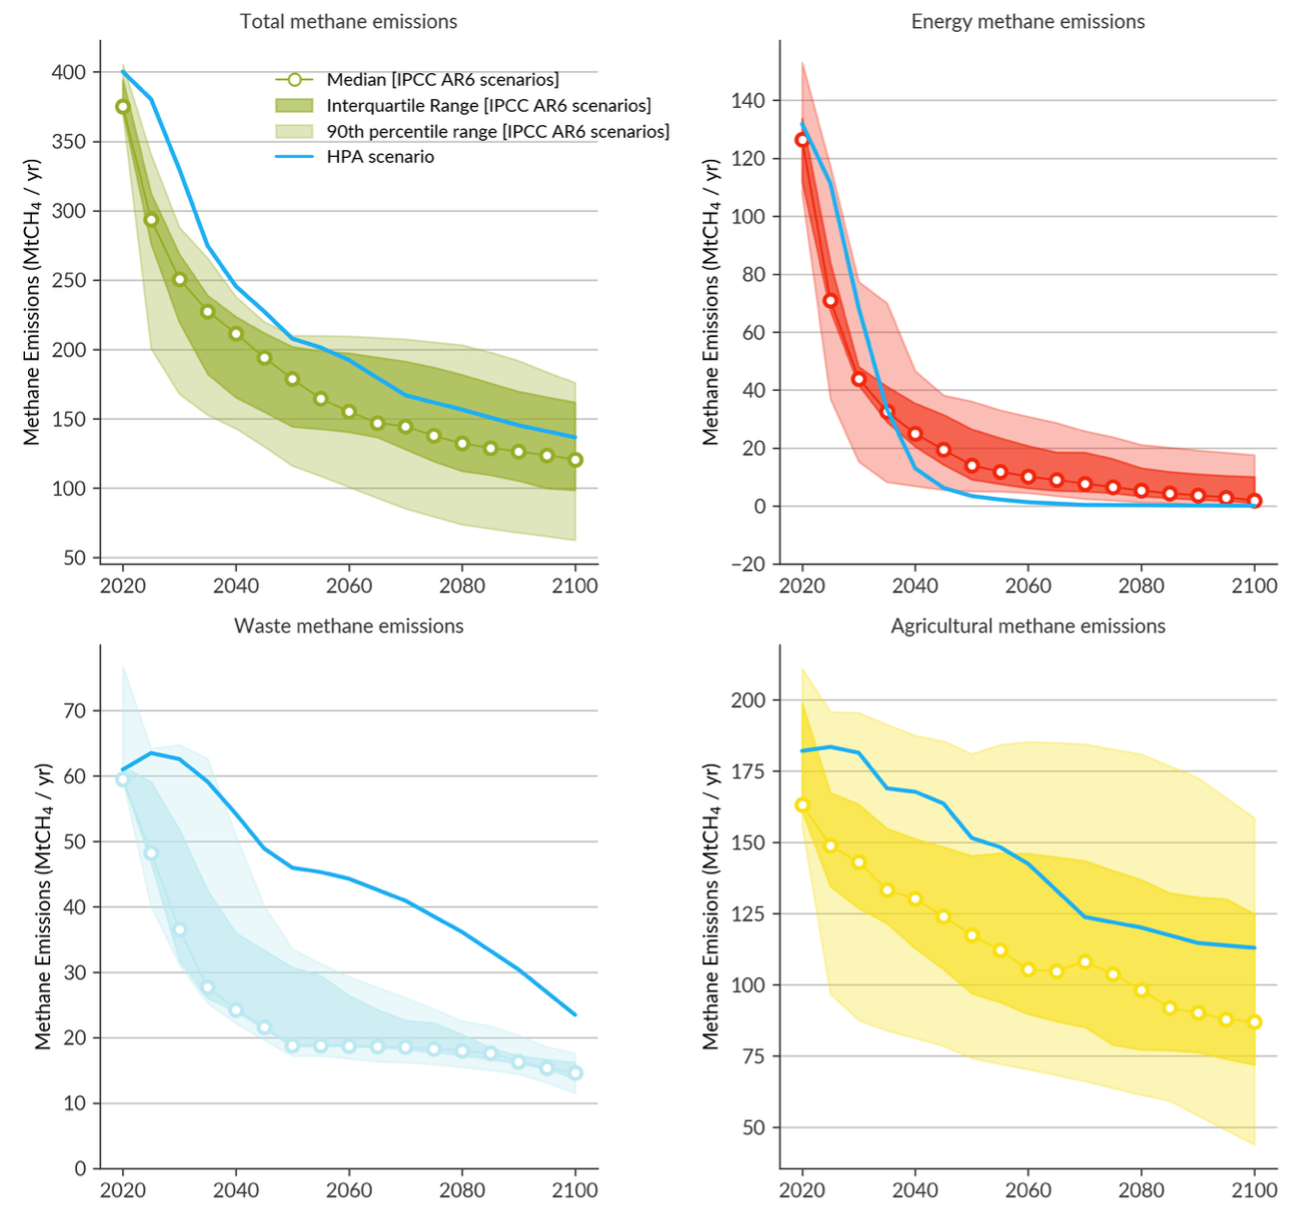 Total methane emissions
Methane Emissions (MtCH₄ / yr)
400
350
300
250
200
150
100
50
2020 2040 2060 2080 2100
Median [IPCC AR6 scenarios]
Interquartile Range [IPCC AR6 scenarios]
90th percentile range [IPCC AR6 scenarios]
HPA scenario
Energy methane emissions
Methane Emissions (MtCH₄ / yr)
140
120
100
80
60
40
20
0
−20
2020 2040 2060 2080 2100
Waste methane emissions
Methane Emissions (MtCH₄ / yr)
70
60
50
40
30
20
10
0
2020 2040 2060 2080 2100
Agricultural methane emissions
Methane Emissions (MtCH₄ / yr)
200
175
150
125
100
75
50
2020 2040 2060 2080 2100